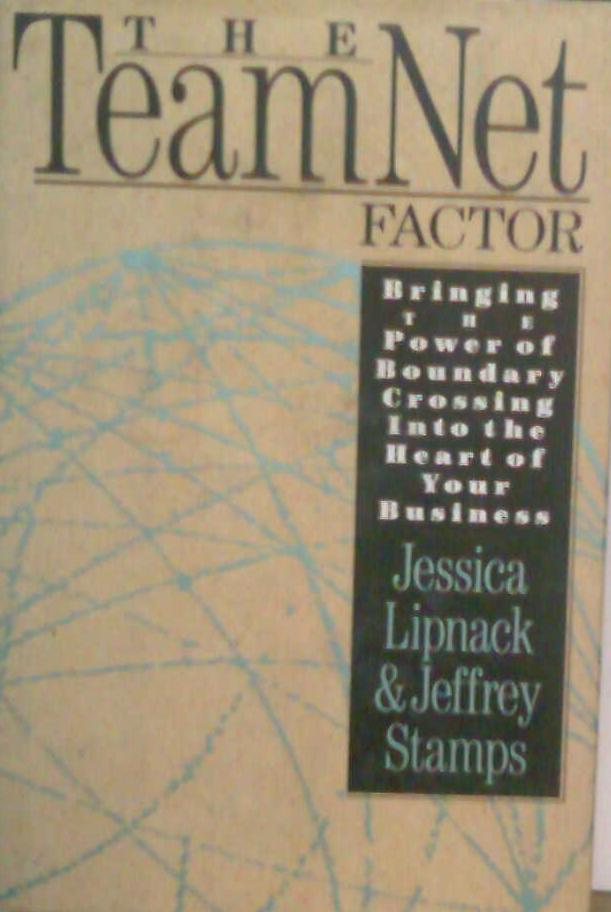 THE
TeamNet
FACTOR
Bringing
THE
Power of
Boundary
Crossing
Into the
Heart of
Your
Business
Jessica
Lipnack
& Jeffrey
Stamps